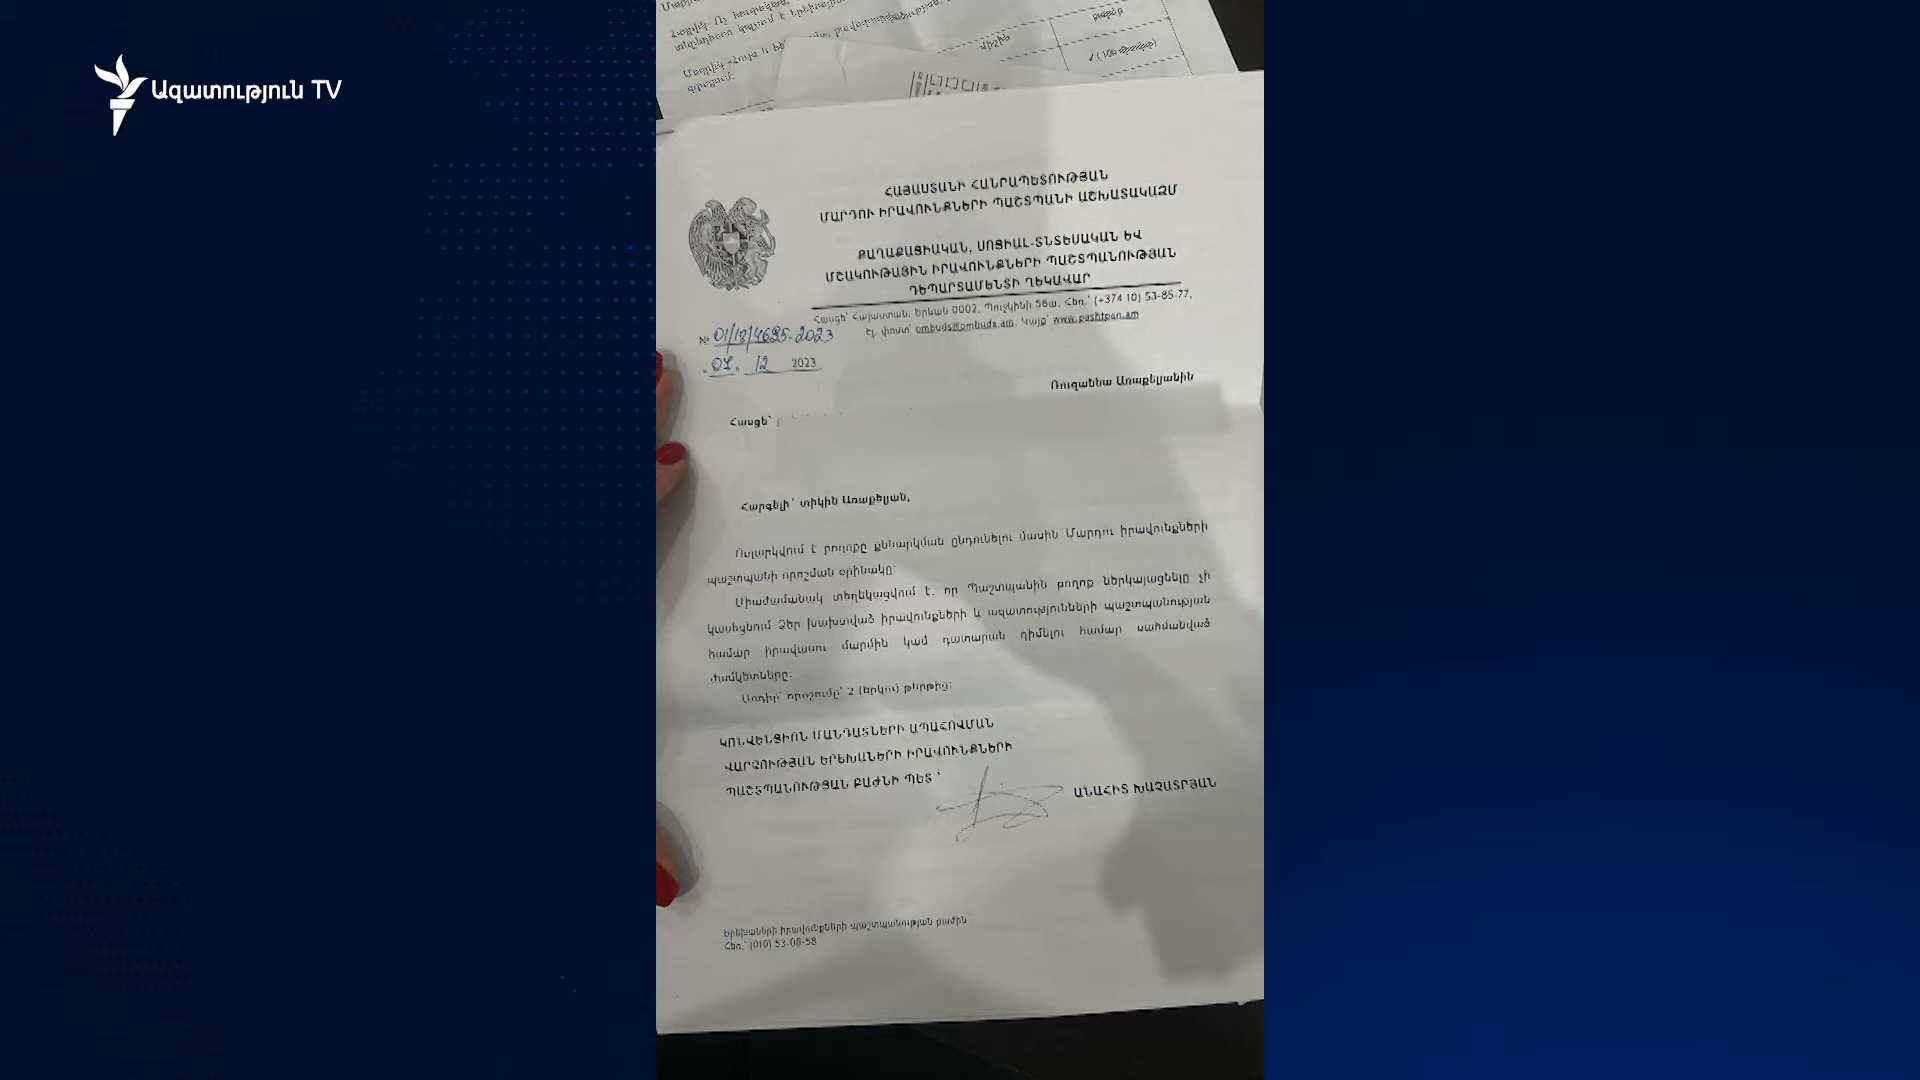 Ազատություն TV
միջին
բարձր
ՀԱՅԱՍՏԱՆԻ ՀԱՆՐԱՊԵՏՈՒԹՅԱՆ
ՄԱՐԴՈՒ ԻՐԱՎՈՒՆՔՆԵՐԻ ՊԱՇՏՊԱՆԻ ԱՇԽԱՏԱԿԱԶՄ
ՔԱՂԱՔԱՑԻԱԿԱՆ, ՍՈՑԻԱԼ-ՏՆՏԵՍԱԿԱՆ ԵՎ
ՄՇԱԿՈՒԹԱՅԻՆ ԻՐԱՎՈՒՆՔՆԵՐԻ ՊԱՇՏՊԱՆՈՒԹՅԱՆ
ԴԵՊԱՐՏԱՄԵՆՏԻ ՂԵԿԱՎԱՐ
Հասցե՝ Հայաստան, Երևան 0002, Պուշկինի 56ա, Հեռ.՝ (+374 10) 53-85-77,
Էլ. փոստ՝ ombuds@ombuds.am, Կայք՝ www.pashtpan.am
№ 01/18/4695-2023
« 07 » 12 2023
Ռուզաննա Առաքելյանին
Հասցե՝
Հարգելի՝ տիկին Առաքելյան,
Ուղարկվում է բողոքը քննարկման ընդունելու մասին Մարդու իրավունքների
պաշտպանի որոշման օրինակը:
Միաժամանակ տեղեկացվում է, որ Պաշտպանին բողոք ներկայացնելը չի
կասեցնում Ձեր խախտված իրավունքների և ազատությունների պաշտպանության
համար իրավասու մարմին կամ դատարան դիմելու համար սահմանված
ժամկետները:
Առդիր՝ որոշումը՝ 2 (երկու) թերթից:
ԿՈՆՎԵՆՑԻՈՆ ՄԱՆԴԱՏՆԵՐԻ ԱՊԱՀՈՎՄԱՆ
ՎԱՐՉՈՒԹՅԱՆ ԵՐԵԽԱՆԵՐԻ ԻՐԱՎՈՒՆՔՆԵՐԻ
ՊԱՇՏՊԱՆՈՒԹՅԱՆ ԲԱԺՆԻ ՊԵՏ՝
ԱՆԱՀԻՏ ԽԱՉԱՏՐՅԱՆ
Երեխաների իրավունքների պաշտպանության բաժին
Հեռ.՝ (010) 53-06-58